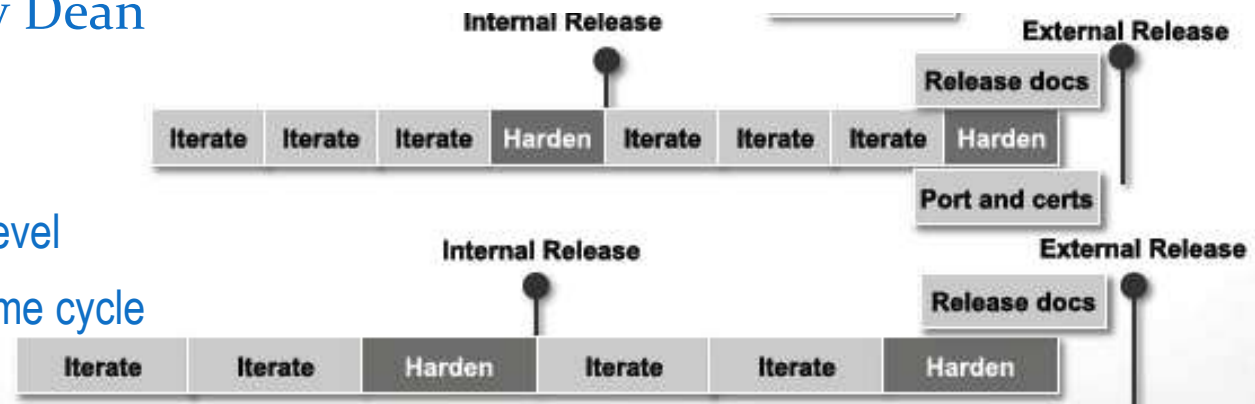 y Dean
Internal Release
External Release
Release docs
Iterate Iterate Iterate Harden Iterate Iterate Iterate Harden
Port and certs
evel
Internal Release
External Release
me cycle
Release docs
Iterate Iterate Harden Iterate Iterate Harden